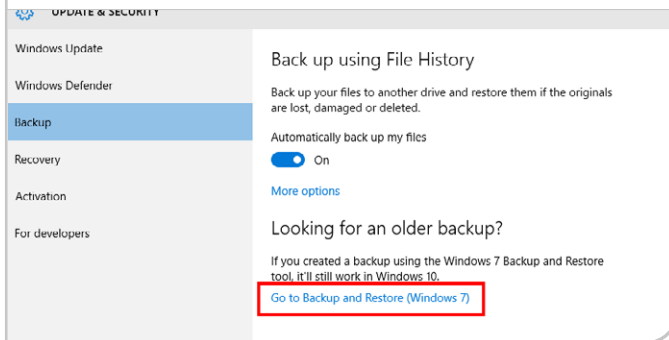 UPDATE & SECURITY
Windows Update
Windows Defender
Backup
Recovery
Activation
For developers
Back up using File History
Back up your files to another drive and restore them if the originals
are lost, damaged or deleted.
Automatically back up my files
On
More options
Looking for an older backup?
If you created a backup using the Windows 7 Backup and Restore
tool, it'll still work in Windows 10.
Go to Backup and Restore (Windows 7)